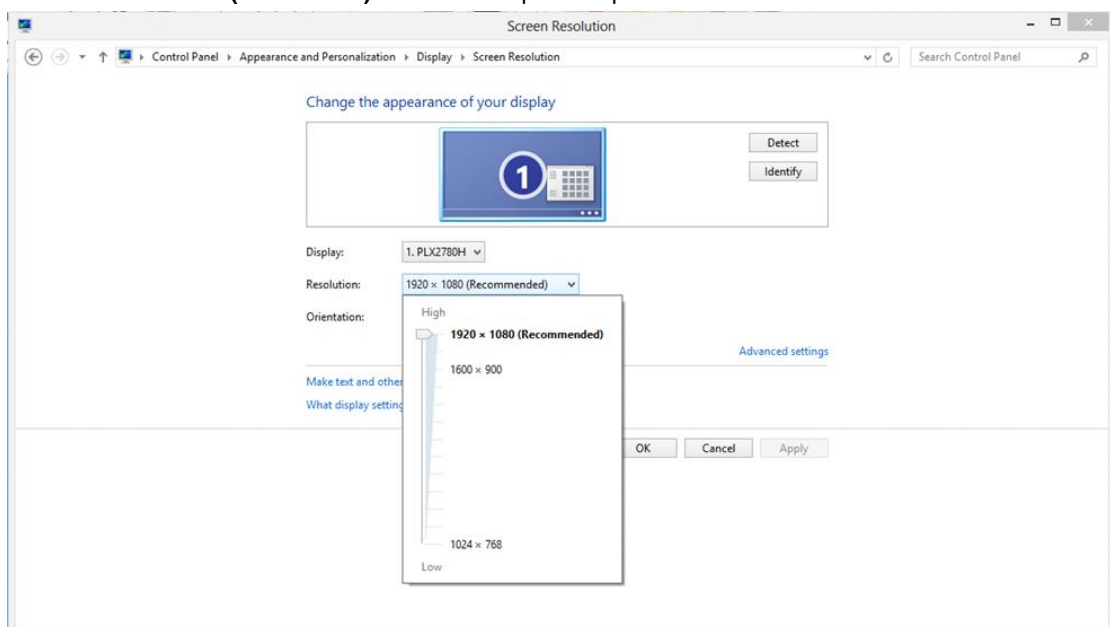 Screen Resolution
Control Panel ▸ Appearance and Personalization ▸ Display ▸ Screen Resolution
Search Control Panel
Change the appearance of your display
1
Detect
Identify
Display: 1. PLX2780H
Resolution: 1920 × 1080 (Recommended)
Orientation:
High
1920 × 1080 (Recommended)
1600 × 900
1024 × 768
Low
Advanced settings
Make text and other
What display setting
OK Cancel Apply